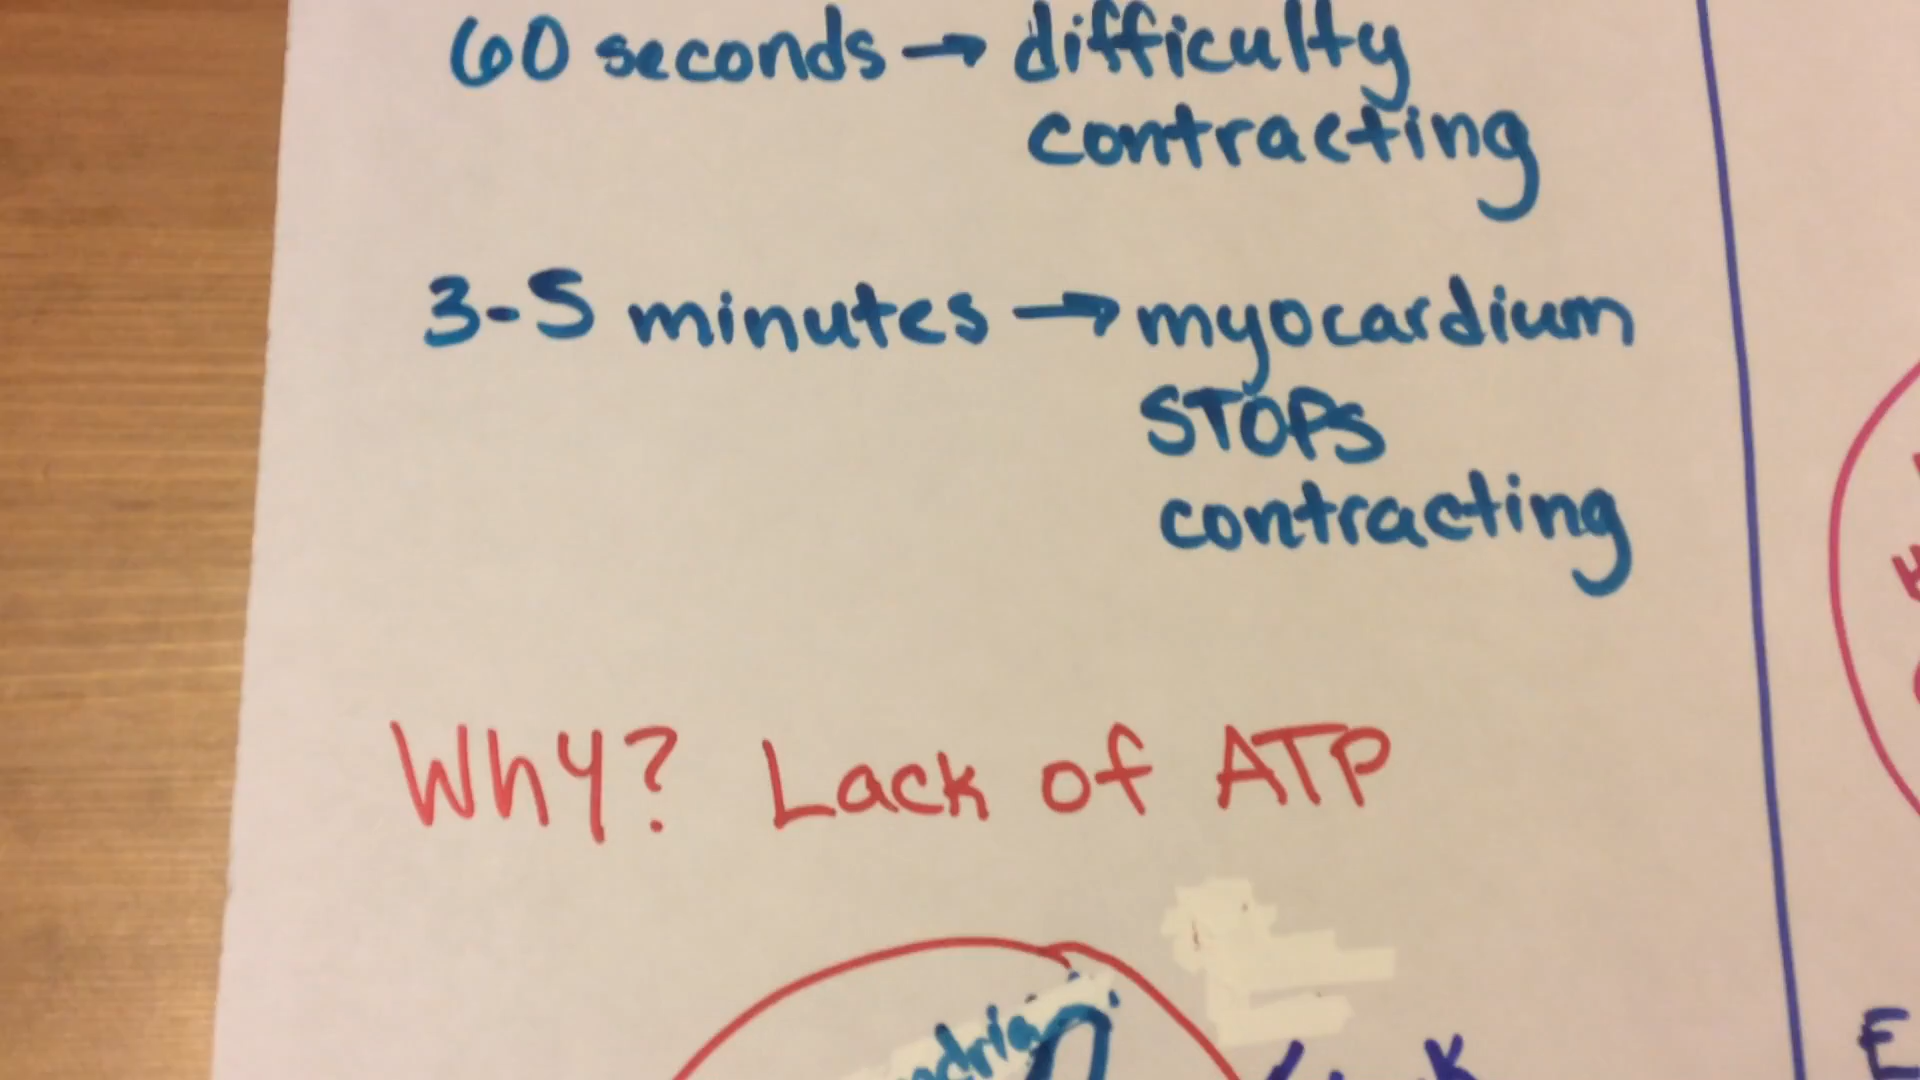 60 seconds → difficulty
contracting
3-5 minutes → myocardium
STOPS
contracting
Why? Lack of ATP